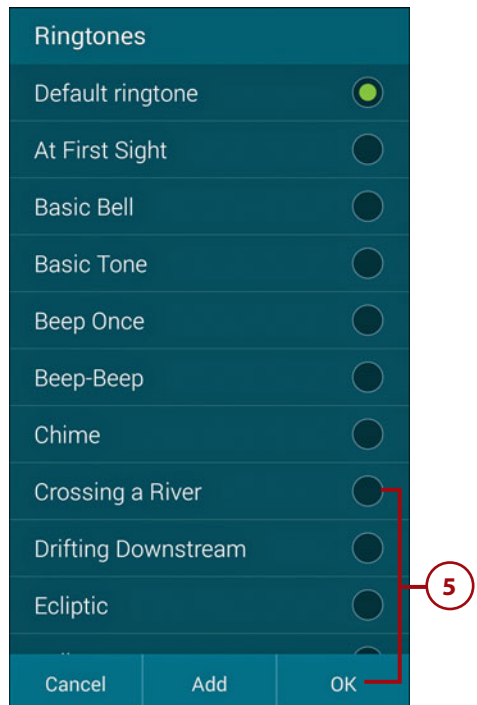 Ringtones
Default ringtone
At First Sight
Basic Bell
Basic Tone
Beep Once
Beep-Beep
Chime
Crossing a River
Drifting Downstream
Ecliptic
5
Cancel Add OK